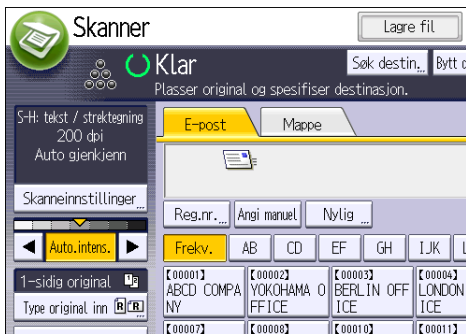 Skanner
Lagre fil
Klar
Søk destin...
Bytt
Plasser original og spesifiser destinasjon.
S-H: tekst / strektegning
200 dpi
Auto gjenkjenn
E-post
Mappe
Skanneinnstillinger...
Reg.nr....
Angi manuel
Nylig ...
Auto.intens.
Frekv.
AB
CD
EF
GH
IJK
1-sidig original
[00001]
ABCD COMPA
NY
[00002]
YOKOHAMA O
FFICE
[00003]
BERLIN OFF
ICE
[00004]
LONDON
ICE
Type original inn
[00007]
[00008]
[00010]
[00011]